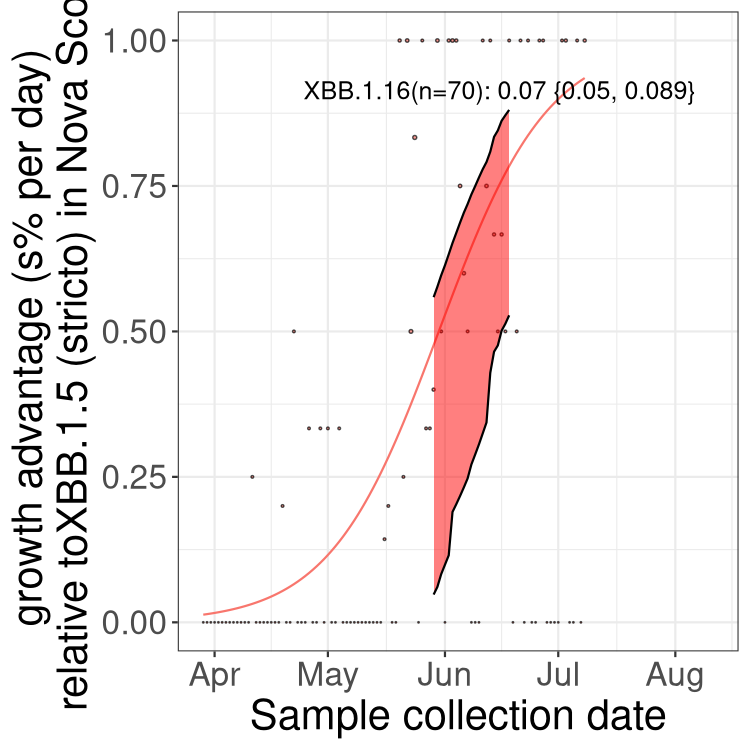 growth advantage (s% per day)
relative toXBB.1.5 (stricto) in Nova Sco
1.00
0.75
0.50
0.25
0.00
XBB.1.16(n=70): 0.07 {0.05, 0.089}
Apr May Jun Jul Aug
Sample collection date